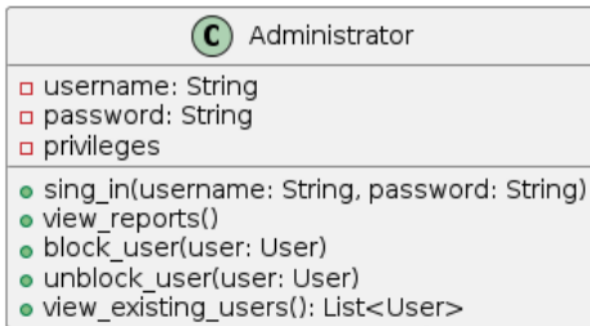 C Administrator
username: String
password: String
privileges
sing_in(username: String, password: String)
view_reports()
block_user(user: User)
unblock_user(user: User)
view_existing_users(): List<User>